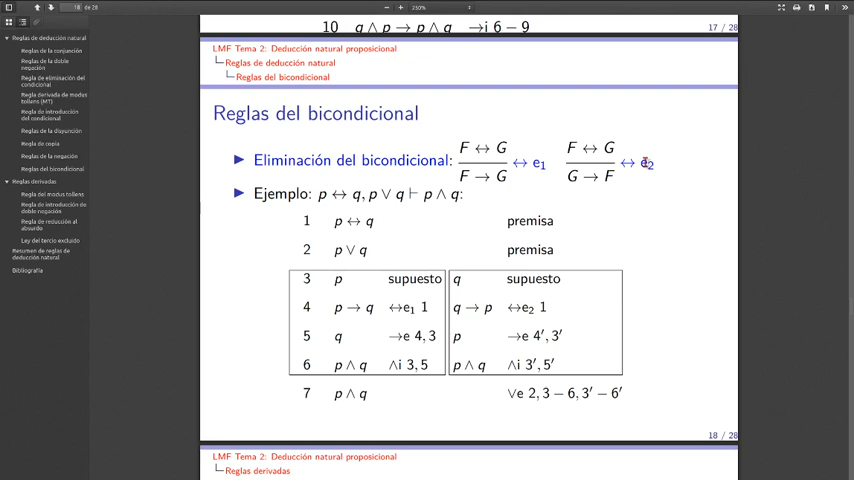 18 de 28
230%
Reglas de deducción natural
Reglas de la conjunción
Reglas de la doble
negación
Regla de eliminación del
condicional
Regla derivada de modus
tollens (MT)
Regla de introducción
del condicional
Reglas de la disyunción
Regla de copia
Reglas de la negación
Reglas del bicondicional
Reglas derivadas
Regla del modus tollens
Regla de introducción de
doble negación
Regla de reducción al
absurdo
Ley del tercio excluido
Resumen de reglas de
deducción natural
Bibliografía
10 q ∧ p → p ∧ q →i 6 − 9
17 / 28
LMF Tema 2: Deducción natural proposicional
Reglas de deducción natural
Reglas del bicondicional
Reglas del bicondicional
F ↔ G F ↔ G
Eliminación del bicondicional: ↔ e₁ ↔ e₂
F → G G → F
Ejemplo: p ↔ q, p ∨ q ⊢ p ∧ q:
1 p ↔ q premisa
2 p ∨ q premisa
3 p supuesto q supuesto
4 p → q ↔e₁ 1 q → p ↔e₂ 1
5 q →e 4, 3 p →e 4′, 3′
6 p ∧ q ∧i 3, 5 p ∧ q ∧i 3′, 5′
7 p ∧ q ∨e 2, 3 − 6, 3′ − 6′
18 / 28
LMF Tema 2: Deducción natural proposicional
Reglas derivadas